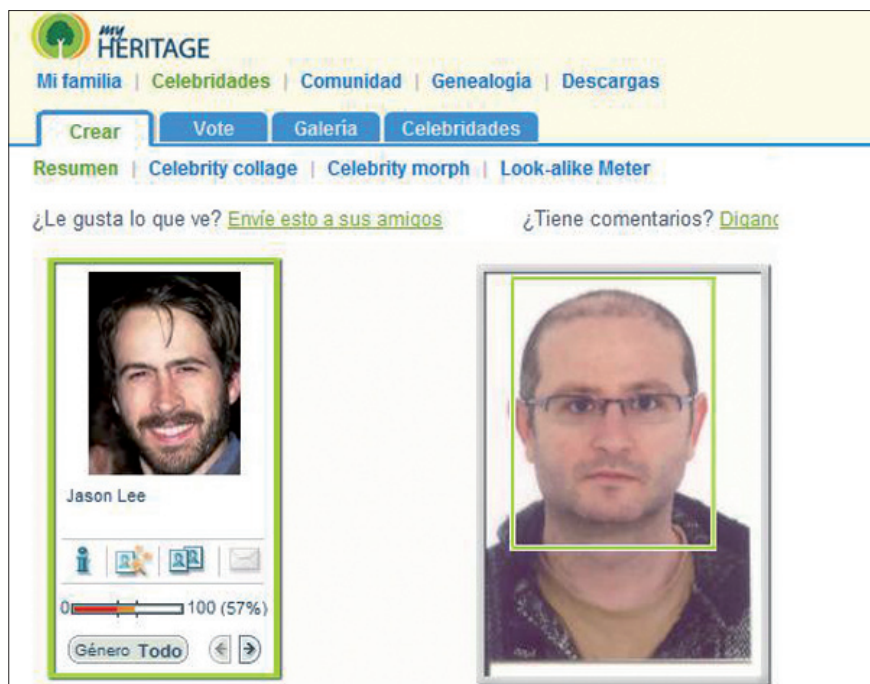 my
HERITAGE
Mi familia | Celebridades | Comunidad | Genealogía | Descargas
Crear Vote Galería Celebridades
Resumen | Celebrity collage | Celebrity morph | Look-alike Meter
¿Le gusta lo que ve? Envíe esto a sus amigos ¿Tiene comentarios? Díganc
Jason Lee
0 100 (57%)
Género Todo